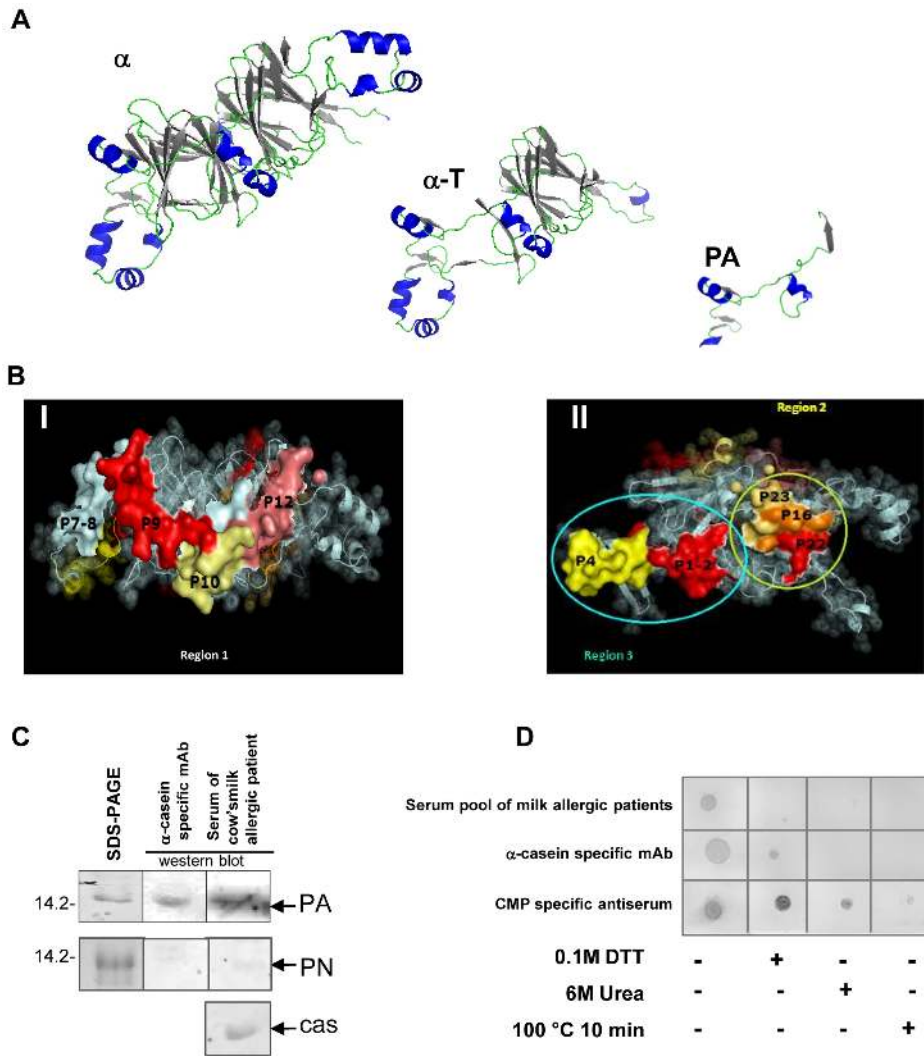 A
α
α-T
PA
B
I
P7-8
P9
P10
P12
Region 1
II
Region 2
P23
P16
P22
P4
P1-2
Region 3
C
SDS-PAGE
α-casein
specific mAb
Serum of
cow'smilk
allergic patient
western blot
14.2-
PA
14.2-
PN
cas
D
Serum pool of milk allergic patients
α-casein specific mAb
CMP specific antiserum
0.1M DTT - + - -
6M Urea - - + -
100 °C 10 min - - - +